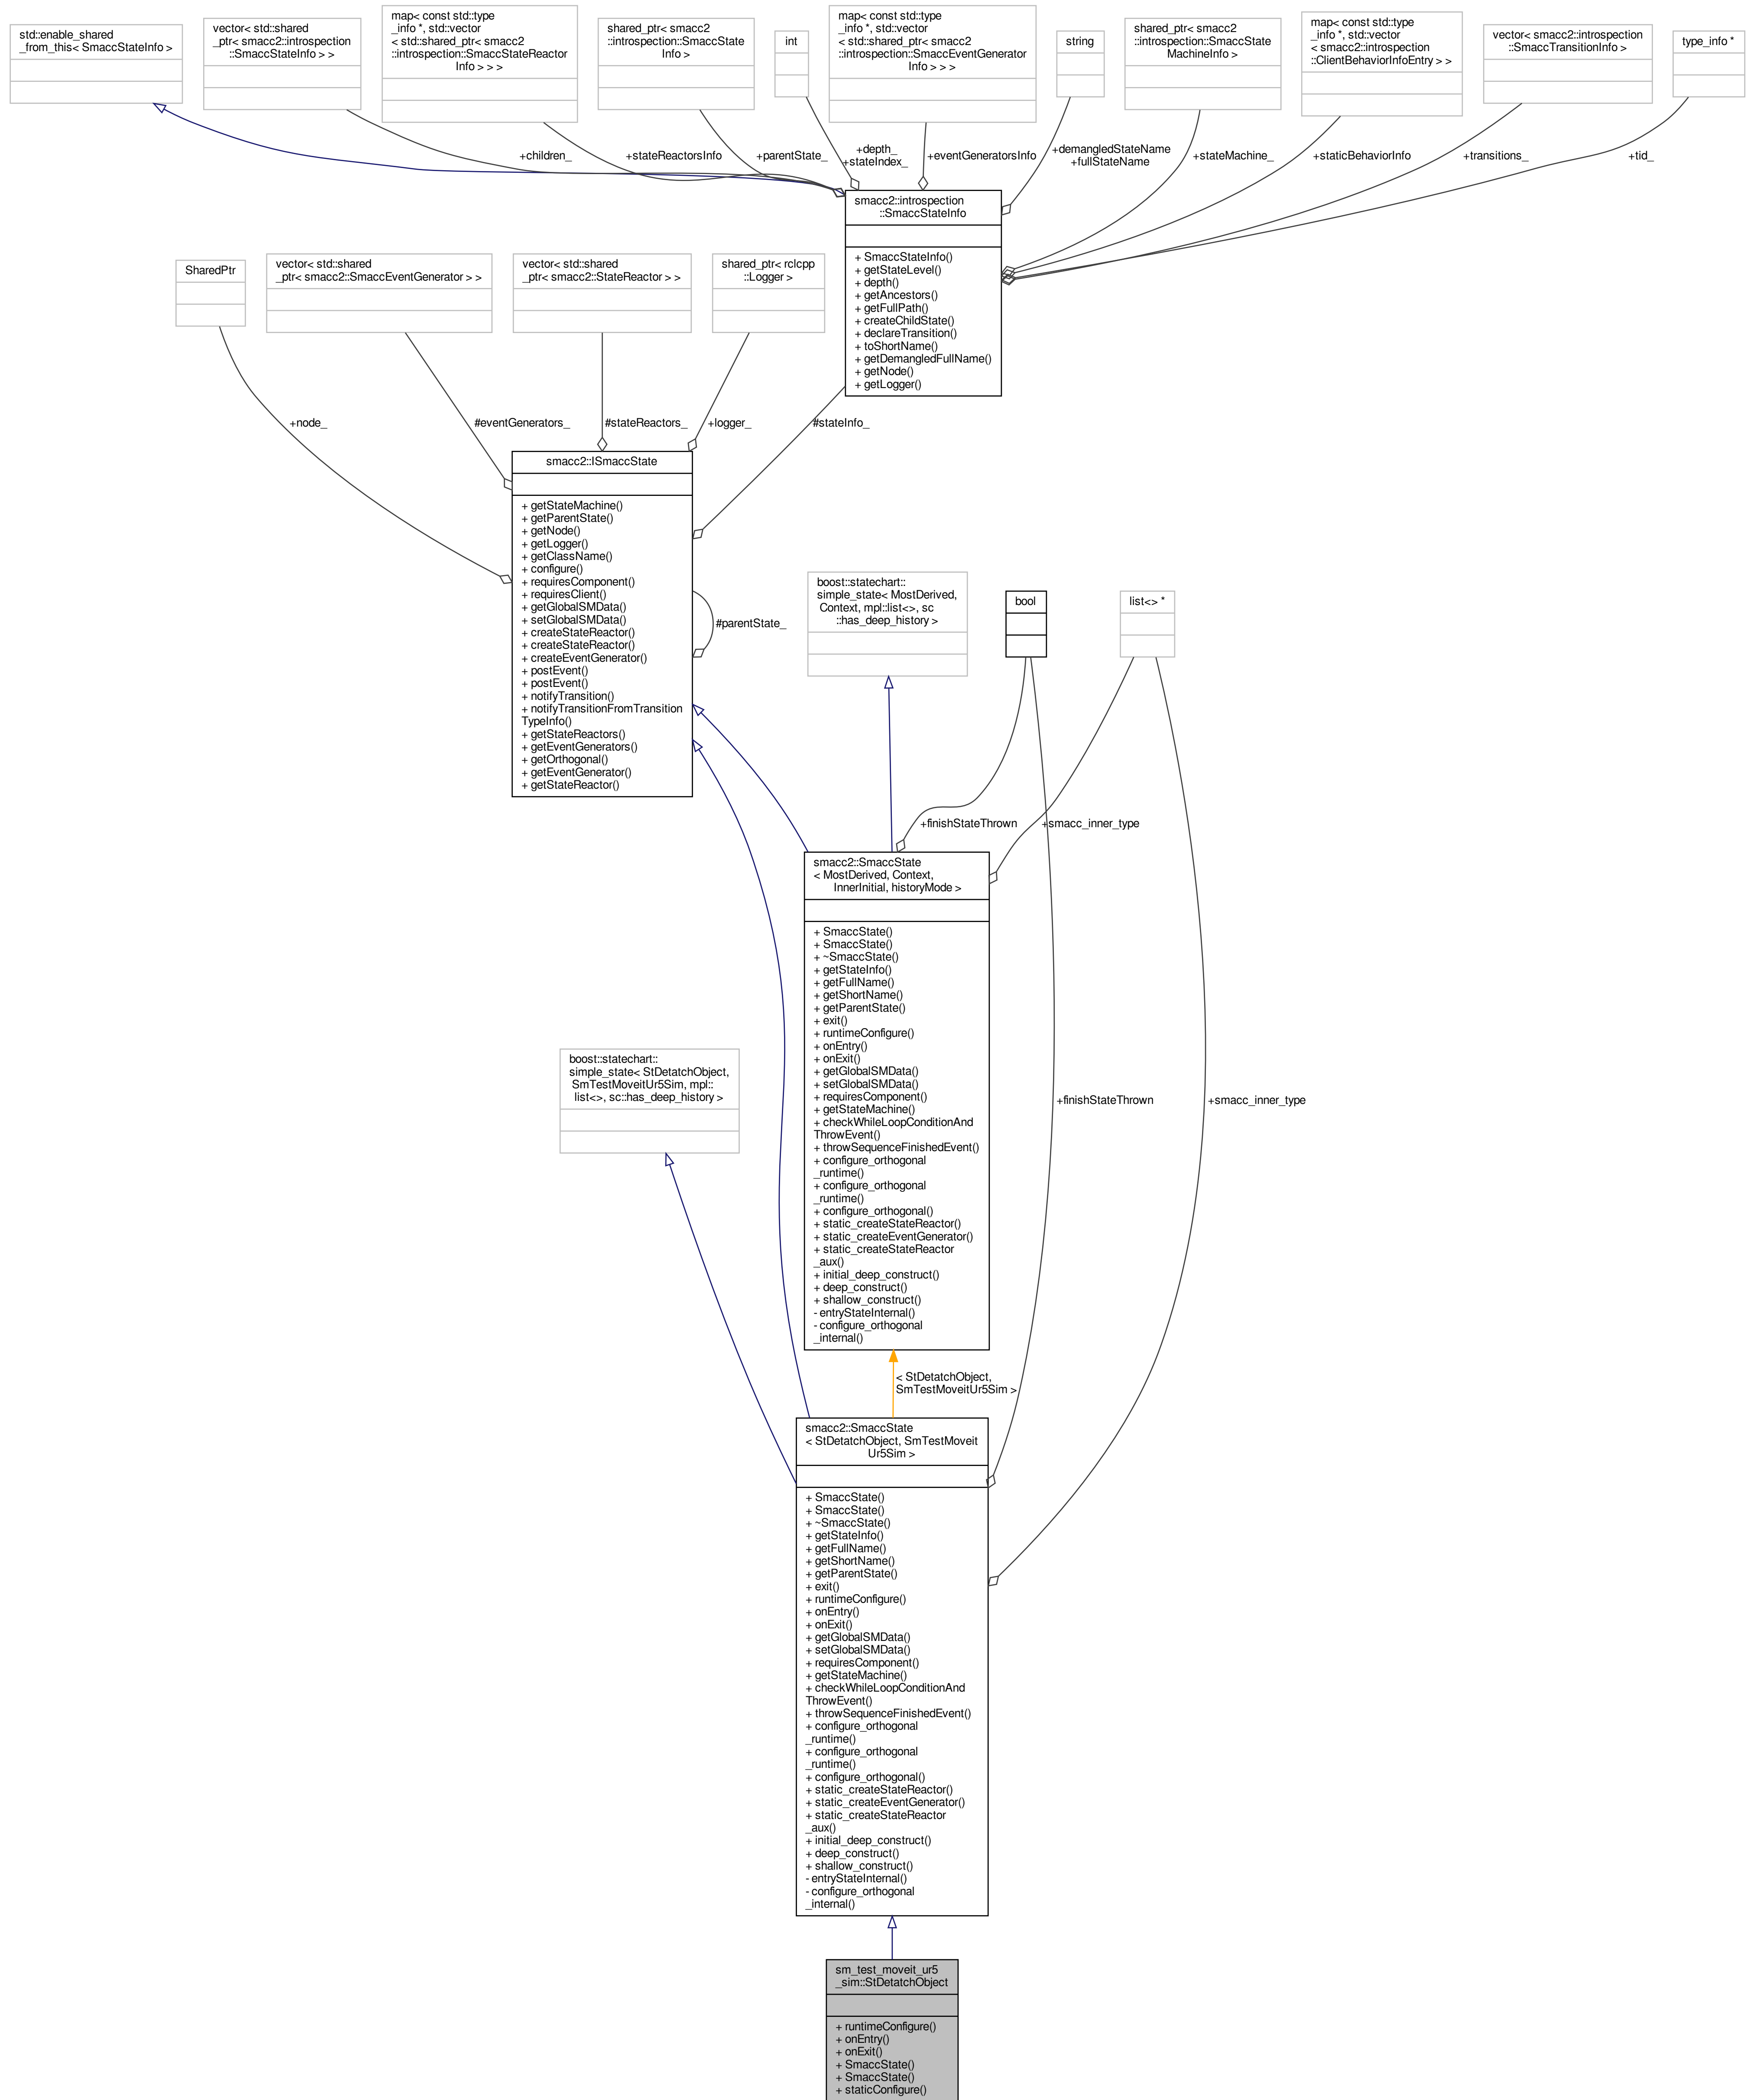 std::enable_shared
_from_this< SmaccStateInfo >
vector< std::shared
_ptr< smacc2::introspection
::SmaccStateInfo > >
map< const std::type
_info *, std::vector
< std::shared_ptr< smacc2
::introspection::SmaccStateReactor
Info > > >
shared_ptr< smacc2
::introspection::SmaccState
Info >
int
map< const std::type
_info *, std::vector
< std::shared_ptr< smacc2
::introspection::SmaccEventGenerator
Info > > >
string
shared_ptr< smacc2
::introspection::SmaccState
MachineInfo >
map< const std::type
_info *, std::vector
< smacc2::introspection
::ClientBehaviorInfoEntry > >
vector< smacc2::introspection
::SmaccTransitionInfo >
type_info *
+children_
+stateReactorsInfo
+parentState_
+depth_
+stateIndex_
+eventGeneratorsInfo
+demangledStateName
+fullStateName
+stateMachine_
+staticBehaviorInfo
+transitions_
+tid_
smacc2::introspection
::SmaccStateInfo
+ SmaccStateInfo()
+ getStateLevel()
+ depth()
+ getAncestors()
+ getFullPath()
+ createChildState()
+ declareTransition()
+ toShortName()
+ getDemangledFullName()
+ getNode()
+ getLogger()
SharedPtr
vector< std::shared
_ptr< smacc2::SmaccEventGenerator > >
vector< std::shared
_ptr< smacc2::StateReactor > >
shared_ptr< rclcpp
::Logger >
+node_
#eventGenerators_
#stateReactors_
+logger_
#stateInfo_
smacc2::ISmaccState
+ getStateMachine()
+ getParentState()
+ getNode()
+ getLogger()
+ getClassName()
+ configure()
+ requiresComponent()
+ requiresClient()
+ getGlobalSMData()
+ setGlobalSMData()
+ createStateReactor()
+ createStateReactor()
+ createEventGenerator()
+ postEvent()
+ postEvent()
+ notifyTransition()
+ notifyTransitionFromTransition
TypeInfo()
+ getStateReactors()
+ getEventGenerators()
+ getOrthogonal()
+ getEventGenerator()
+ getStateReactor()
#parentState_
boost::statechart::
simple_state< MostDerived,
Context, mpl::list<>, sc
::has_deep_history >
bool
list<> *
+finishStateThrown
+smacc_inner_type
smacc2::SmaccState
< MostDerived, Context,
InnerInitial, historyMode >
+ SmaccState()
+ SmaccState()
+ ~SmaccState()
+ getStateInfo()
+ getFullName()
+ getShortName()
+ getParentState()
+ exit()
+ runtimeConfigure()
+ onEntry()
+ onExit()
+ getGlobalSMData()
+ setGlobalSMData()
+ requiresComponent()
+ getStateMachine()
+ checkWhileLoopConditionAnd
ThrowEvent()
+ throwSequenceFinishedEvent()
+ configure_orthogonal
_runtime()
+ configure_orthogonal
_runtime()
+ configure_orthogonal()
+ static_createStateReactor()
+ static_createEventGenerator()
+ static_createStateReactor
_aux()
+ initial_deep_construct()
+ deep_construct()
+ shallow_construct()
- entryStateInternal()
- configure_orthogonal
_internal()
boost::statechart::
simple_state< StDetatchObject,
SmTestMoveitUr5Sim, mpl::
list<>, sc::has_deep_history >
+finishStateThrown
+smacc_inner_type
< StDetatchObject,
SmTestMoveitUr5Sim >
smacc2::SmaccState
< StDetatchObject, SmTestMoveit
Ur5Sim >
+ SmaccState()
+ SmaccState()
+ ~SmaccState()
+ getStateInfo()
+ getFullName()
+ getShortName()
+ getParentState()
+ exit()
+ runtimeConfigure()
+ onEntry()
+ onExit()
+ getGlobalSMData()
+ setGlobalSMData()
+ requiresComponent()
+ getStateMachine()
+ checkWhileLoopConditionAnd
ThrowEvent()
+ throwSequenceFinishedEvent()
+ configure_orthogonal
_runtime()
+ configure_orthogonal
_runtime()
+ configure_orthogonal()
+ static_createStateReactor()
+ static_createEventGenerator()
+ static_createStateReactor
_aux()
+ initial_deep_construct()
+ deep_construct()
+ shallow_construct()
- entryStateInternal()
- configure_orthogonal
_internal()
sm_test_moveit_ur5
_sim::StDetatchObject
+ runtimeConfigure()
+ onEntry()
+ onExit()
+ SmaccState()
+ SmaccState()
+ staticConfigure()